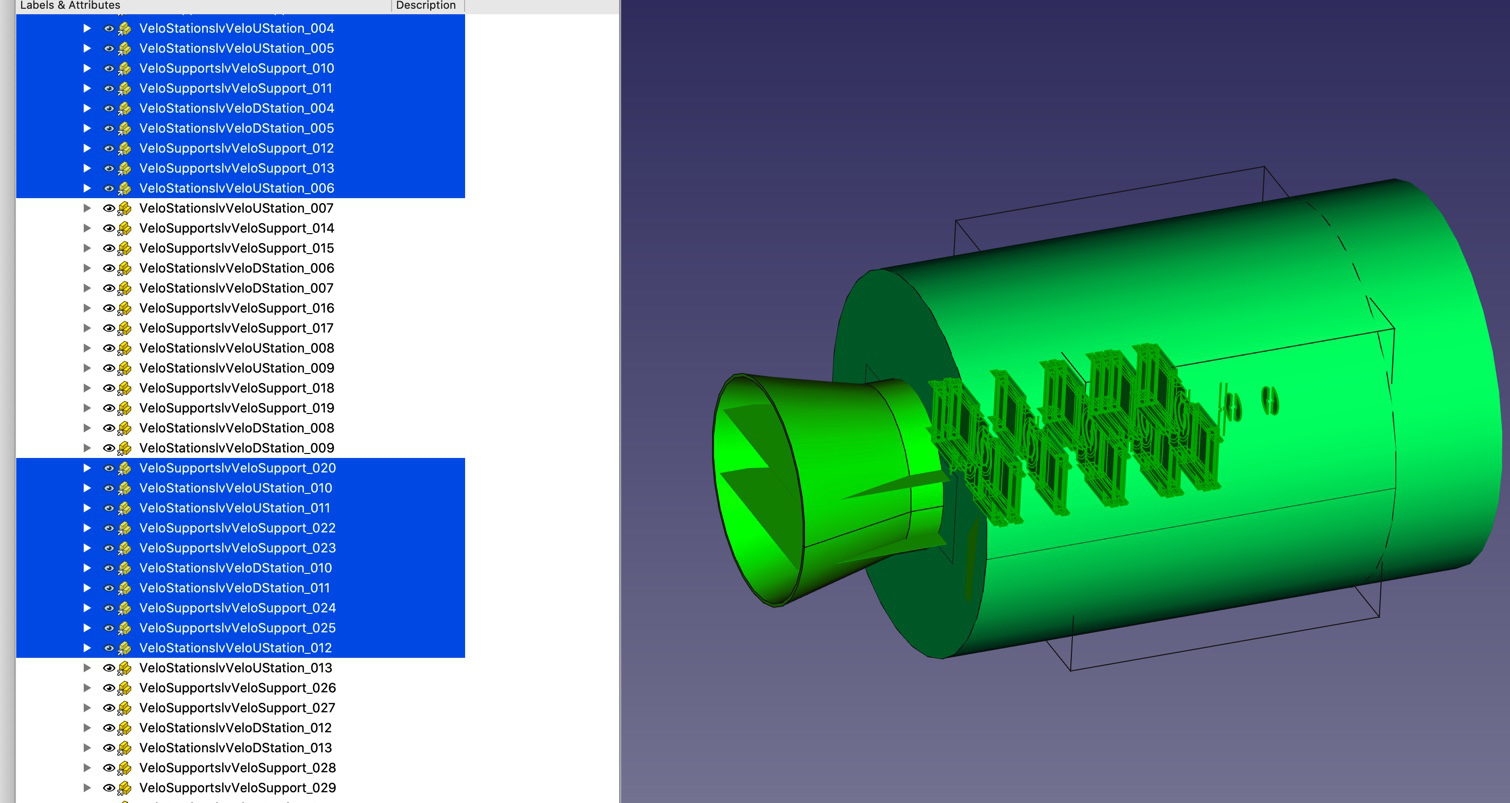 Labels & Attributes Description
VeloStationslvVeloUStation_004
VeloStationslvVeloUStation_005
VeloSupportslvVeloSupport_010
VeloSupportslvVeloSupport_011
VeloStationslvVeloDStation_004
VeloStationslvVeloDStation_005
VeloSupportslvVeloSupport_012
VeloSupportslvVeloSupport_013
VeloStationslvVeloUStation_006
VeloStationslvVeloUStation_007
VeloSupportslvVeloSupport_014
VeloSupportslvVeloSupport_015
VeloStationslvVeloDStation_006
VeloStationslvVeloDStation_007
VeloSupportslvVeloSupport_016
VeloSupportslvVeloSupport_017
VeloStationslvVeloUStation_008
VeloStationslvVeloUStation_009
VeloSupportslvVeloSupport_018
VeloSupportslvVeloSupport_019
VeloStationslvVeloDStation_008
VeloStationslvVeloDStation_009
VeloSupportslvVeloSupport_020
VeloStationslvVeloUStation_010
VeloStationslvVeloUStation_011
VeloSupportslvVeloSupport_022
VeloSupportslvVeloSupport_023
VeloStationslvVeloDStation_010
VeloStationslvVeloDStation_011
VeloSupportslvVeloSupport_024
VeloSupportslvVeloSupport_025
VeloStationslvVeloUStation_012
VeloStationslvVeloUStation_013
VeloSupportslvVeloSupport_026
VeloSupportslvVeloSupport_027
VeloStationslvVeloDStation_012
VeloStationslvVeloDStation_013
VeloSupportslvVeloSupport_028
VeloSupportslvVeloSupport_029